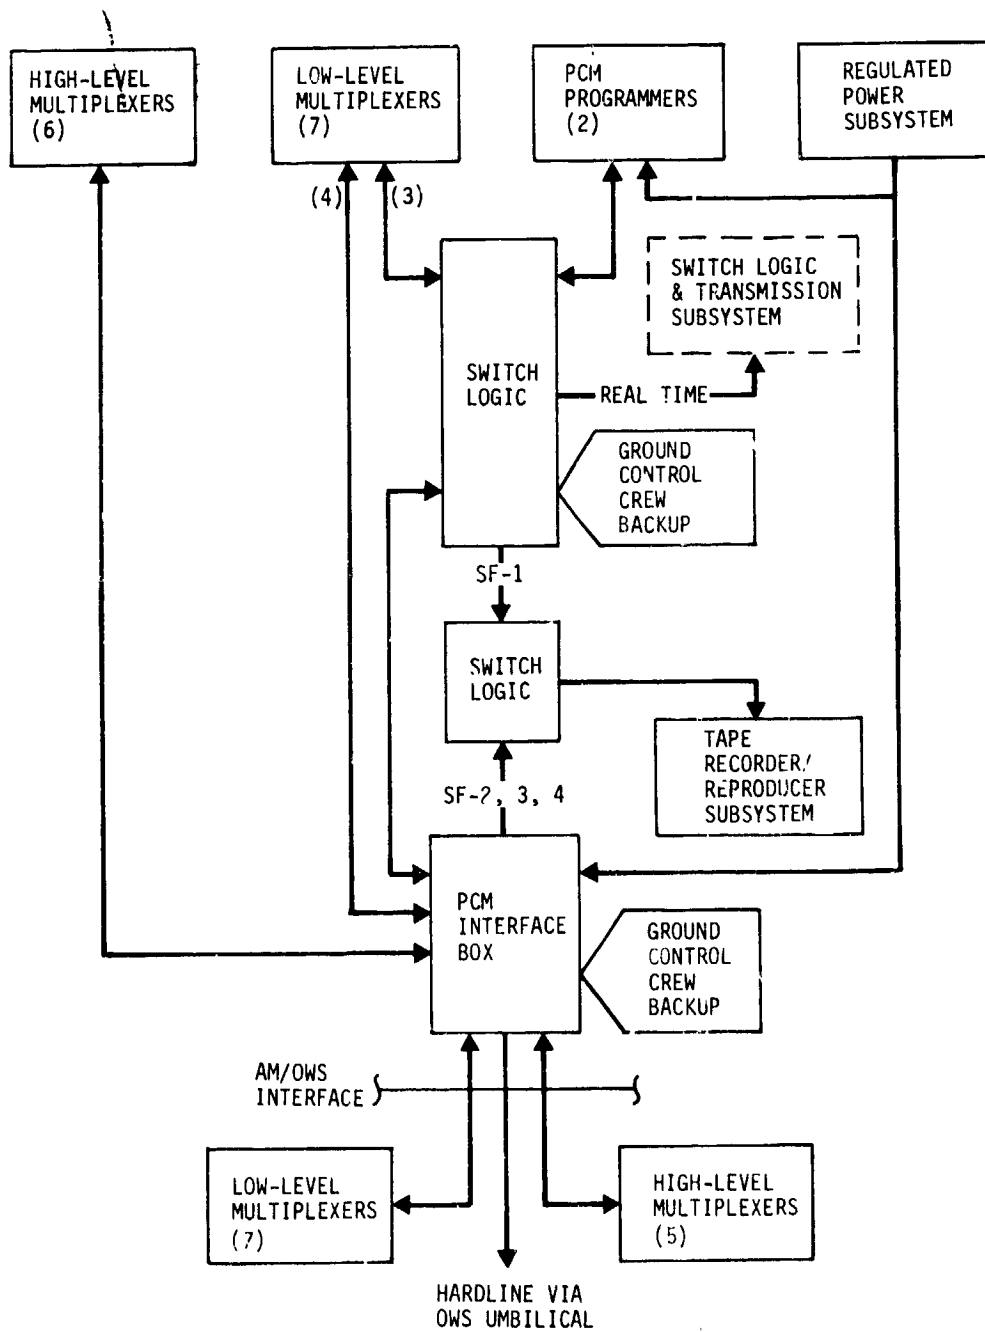 HIGH-LEVEL
MULTIPLEXERS
(6)
LOW-LEVEL
MULTIPLEXERS
(7)
PCM
PROGRAMMERS
(2)
REGULATED
POWER
SUBSYSTEM
(4)
(3)
SWITCH LOGIC
& TRANSMISSION
SUBSYSTEM
SWITCH
LOGIC
REAL TIME
GROUND
CONTROL
CREW
BACKUP
SF-1
SWITCH
LOGIC
TAPE
RECORDER/
REPRODUCER
SUBSYSTEM
SF-2, 3, 4
PCM
INTERFACE
BOX
GROUND
CONTROL
CREW
BACKUP
AM/OWS
INTERFACE
LOW-LEVEL
MULTIPLEXERS
(7)
HIGH-LEVEL
MULTIPLEXERS
(5)
HARDLINE VIA
OWS UMBILICAL